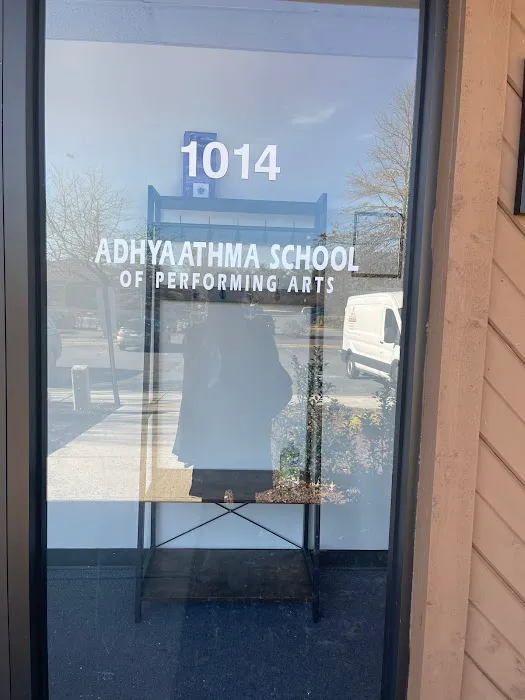 1014
ADHYAATHMA SCHOOL
OF PERFORMING ARTS